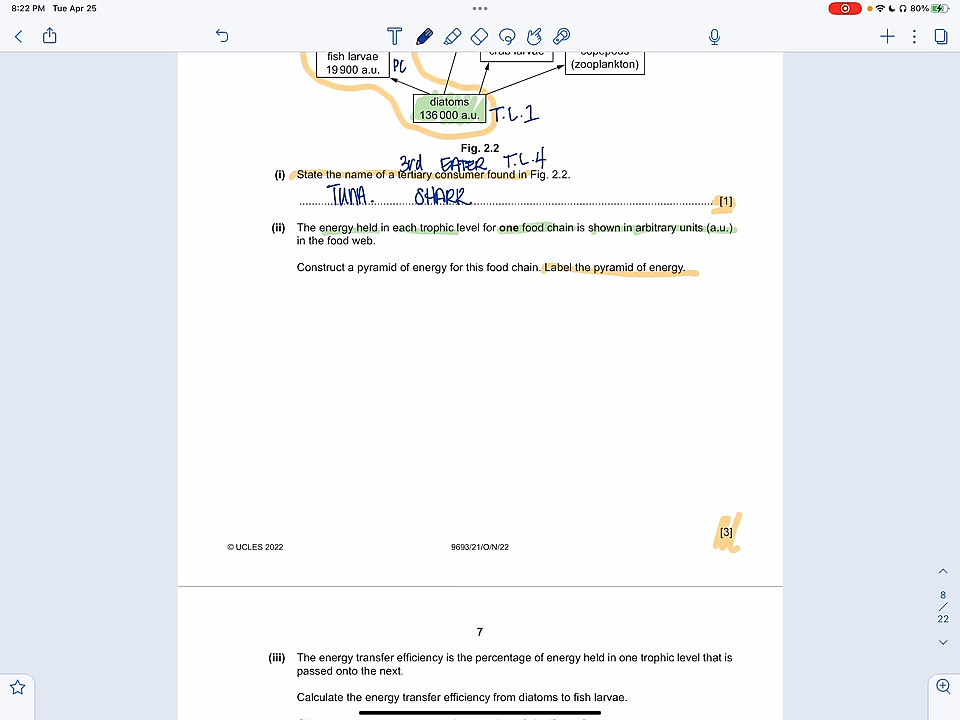 8:22 PM Tue Apr 25
80%
fish larvae
19 900 a.u.
PC
crab larvae
copepods
(zooplankton)
diatoms
136 000 a.u.
T.L.1
Fig. 2.2
3rd EATER T.L.4
(i) State the name of a tertiary consumer found in Fig. 2.2.
TUNA. SHARK [1]
(ii) The energy held in each trophic level for one food chain is shown in arbitrary units (a.u.)
in the food web.
Construct a pyramid of energy for this food chain. Label the pyramid of energy.
[3]
© UCLES 2022 9693/21/O/N/22
8
/
22
7
(iii) The energy transfer efficiency is the percentage of energy held in one trophic level that is
passed onto the next.
Calculate the energy transfer efficiency from diatoms to fish larvae.